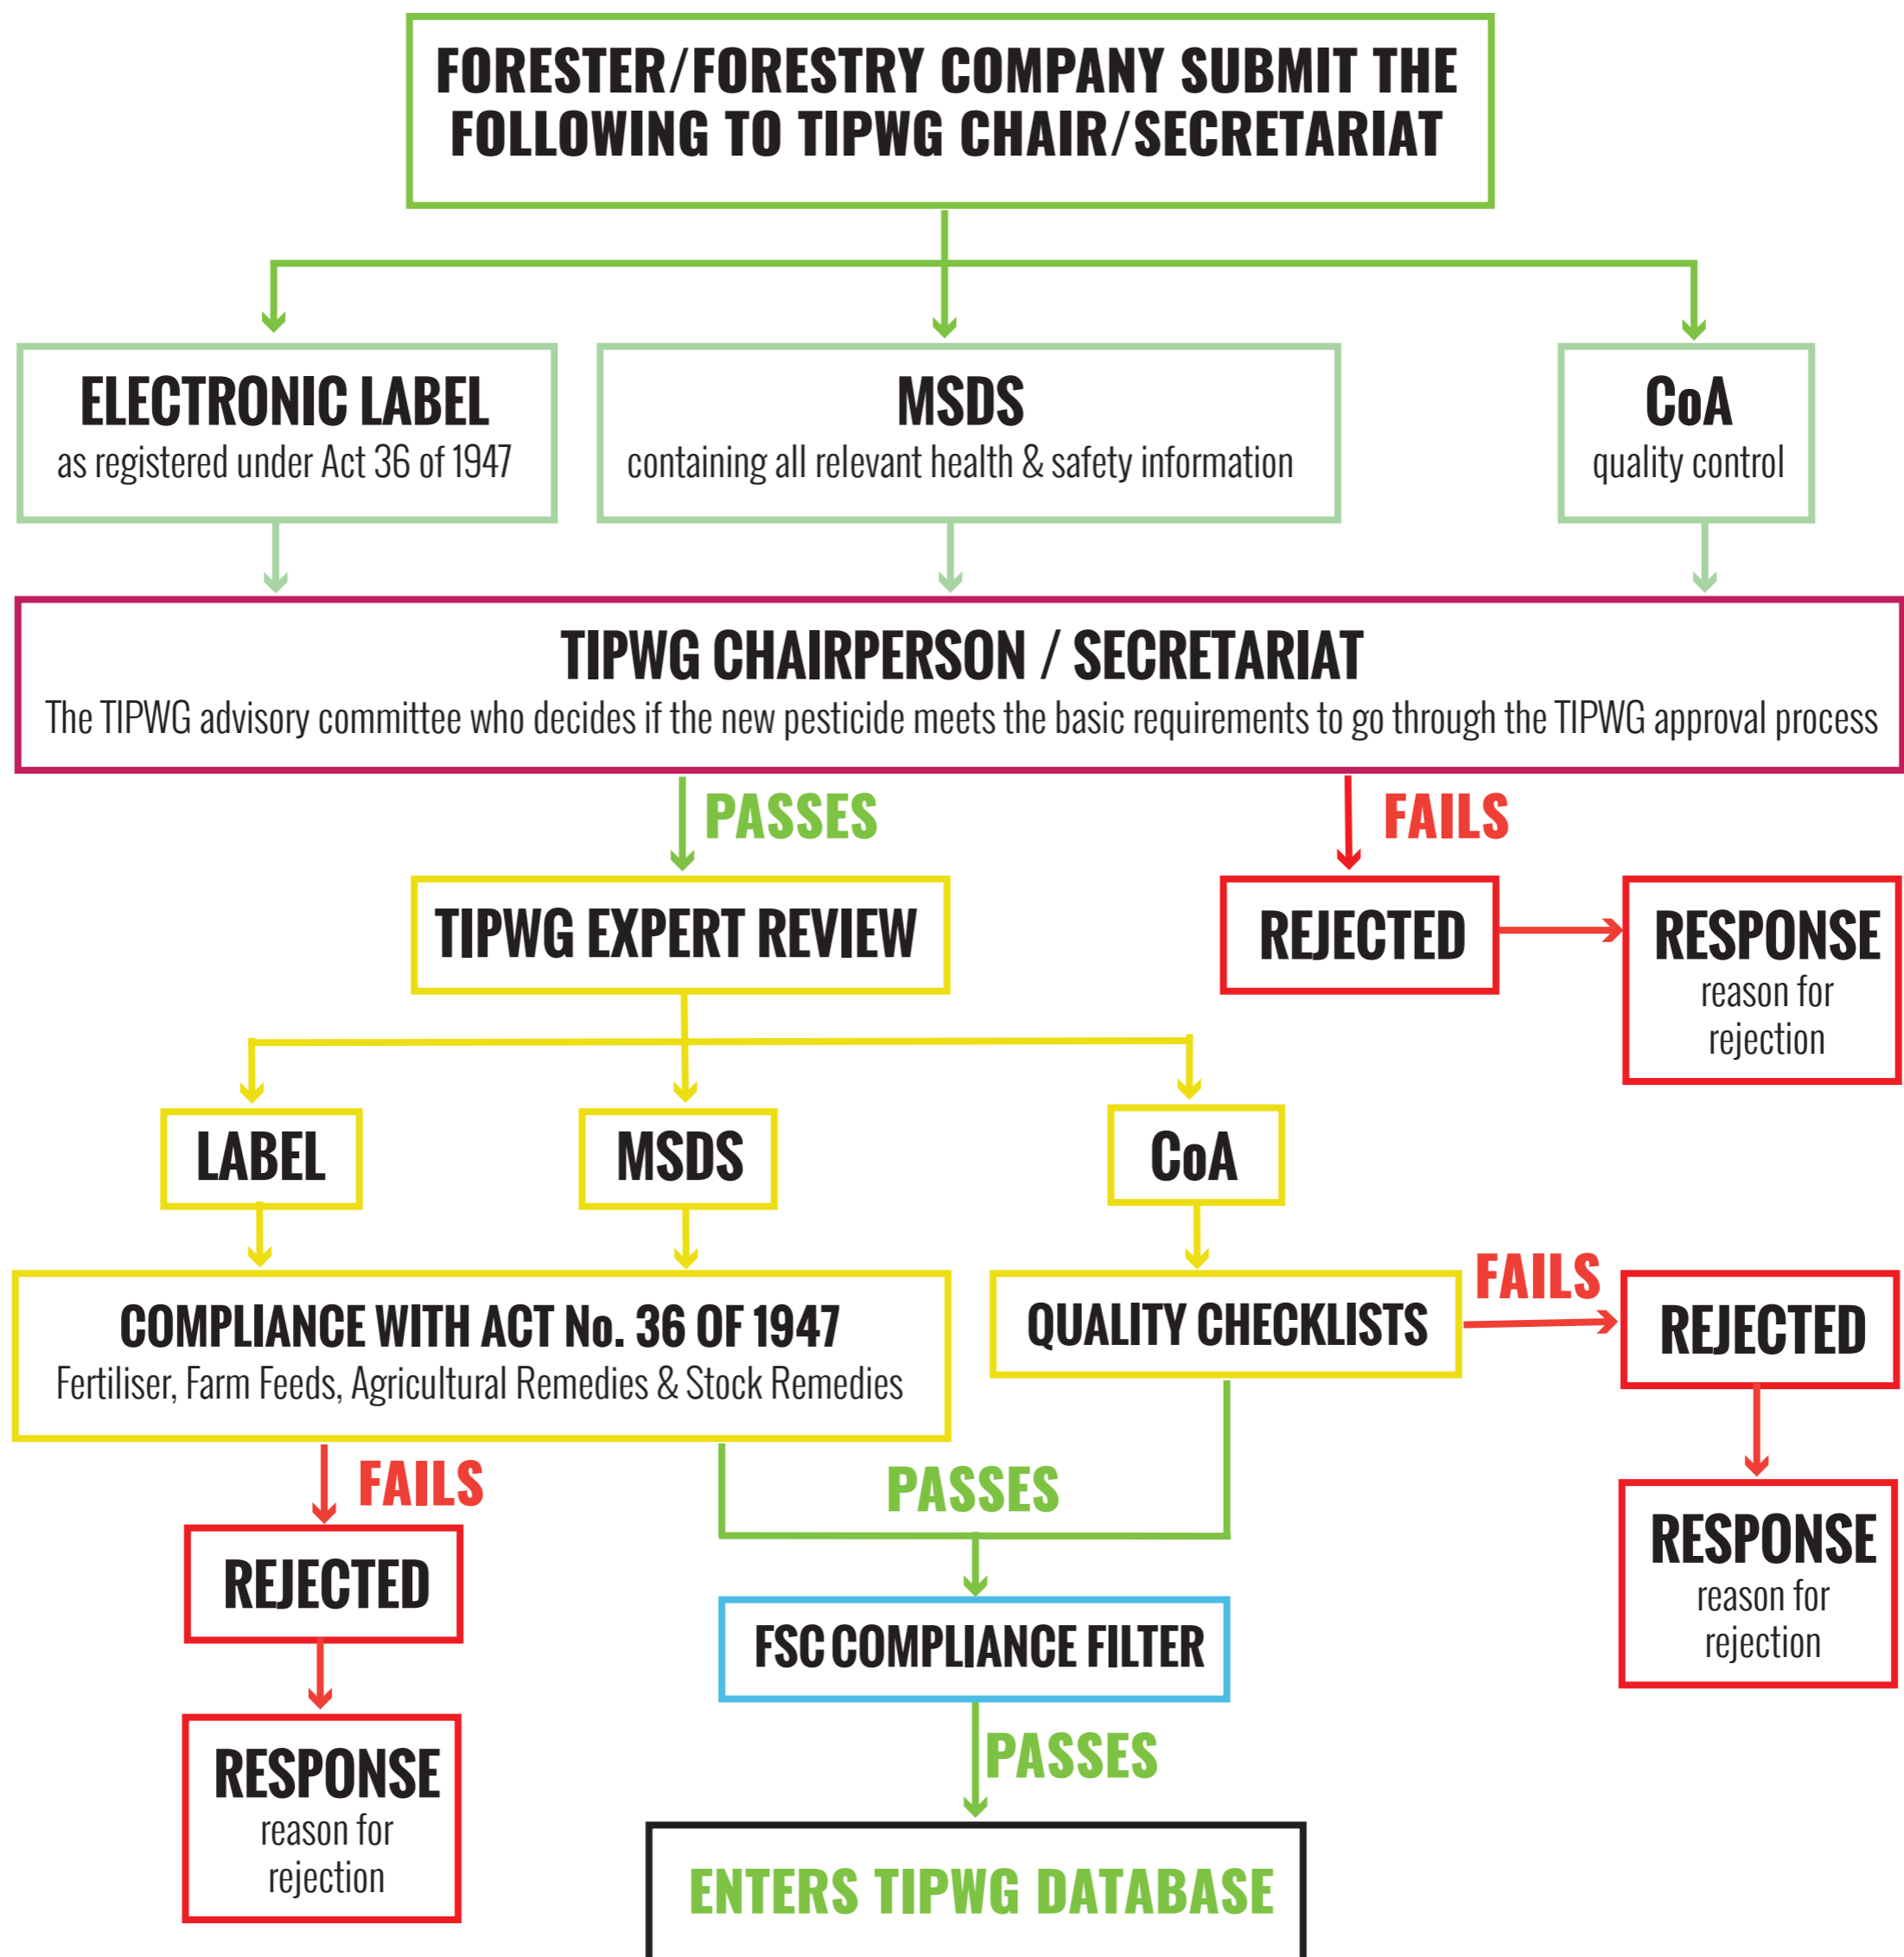 FORESTER/FORESTRY COMPANY SUBMIT THE
FOLLOWING TO TIPWG CHAIR/SECRETARIAT
ELECTRONIC LABEL
as registered under Act 36 of 1947
MSDS
containing all relevant health & safety information
CoA
quality control
TIPWG CHAIRPERSON / SECRETARIAT
The TIPWG advisory committee who decides if the new pesticide meets the basic requirements to go through the TIPWG approval process
PASSES
FAILS
TIPWG EXPERT REVIEW
REJECTED
RESPONSE
reason for
rejection
LABEL
MSDS
CoA
COMPLIANCE WITH ACT No. 36 OF 1947
Fertiliser, Farm Feeds, Agricultural Remedies & Stock Remedies
QUALITY CHECKLISTS
FAILS
REJECTED
RESPONSE
reason for
rejection
FAILS
PASSES
REJECTED
RESPONSE
reason for
rejection
FSC COMPLIANCE FILTER
PASSES
ENTERS TIPWG DATABASE